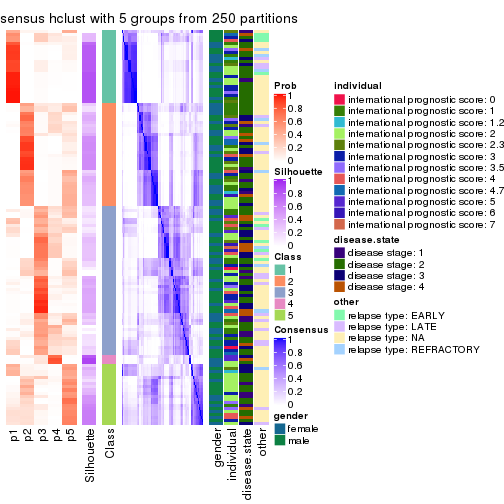 sensus hclust with 5 groups from 250 partitions
Prob
1
0.8
0.6
0.4
0.2
0
Silhouette
1
0.8
0.6
0.4
0.2
0
Class
1
2
3
4
5
Consensus
1
0.8
0.6
0.4
0.2
0
gender
female
male
individual
international prognostic score: 0
international prognostic score: 1
international prognostic score: 1.2
international prognostic score: 2
international prognostic score: 2.3
international prognostic score: 3
international prognostic score: 3.5
international prognostic score: 4
international prognostic score: 4.7
international prognostic score: 5
international prognostic score: 6
international prognostic score: 7
disease.state
disease stage: 1
disease stage: 2
disease stage: 3
disease stage: 4
other
relapse type: EARLY
relapse type: LATE
relapse type: NA
relapse type: REFRACTORY
p1
p2
p3
p4
p5
Silhouette
Class
gender
individual
disease.state
other